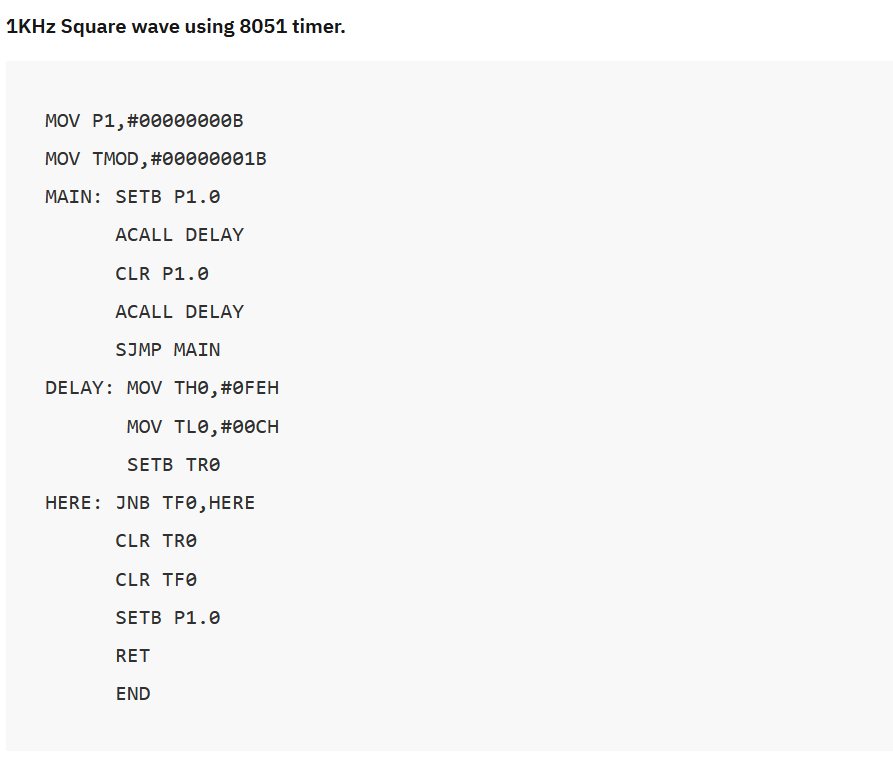 1KHz Square wave using 8051 timer.
MOV P1,#00000000B
MOV TMOD,#00000001B
MAIN: SETB P1.0
ACALL DELAY
CLR P1.0
ACALL DELAY
SJMP MAIN
DELAY: MOV TH0,#0FEH
MOV TL0,#00CH
SETB TR0
HERE: JNB TF0,HERE
CLR TR0
CLR TF0
SETB P1.0
RET
END